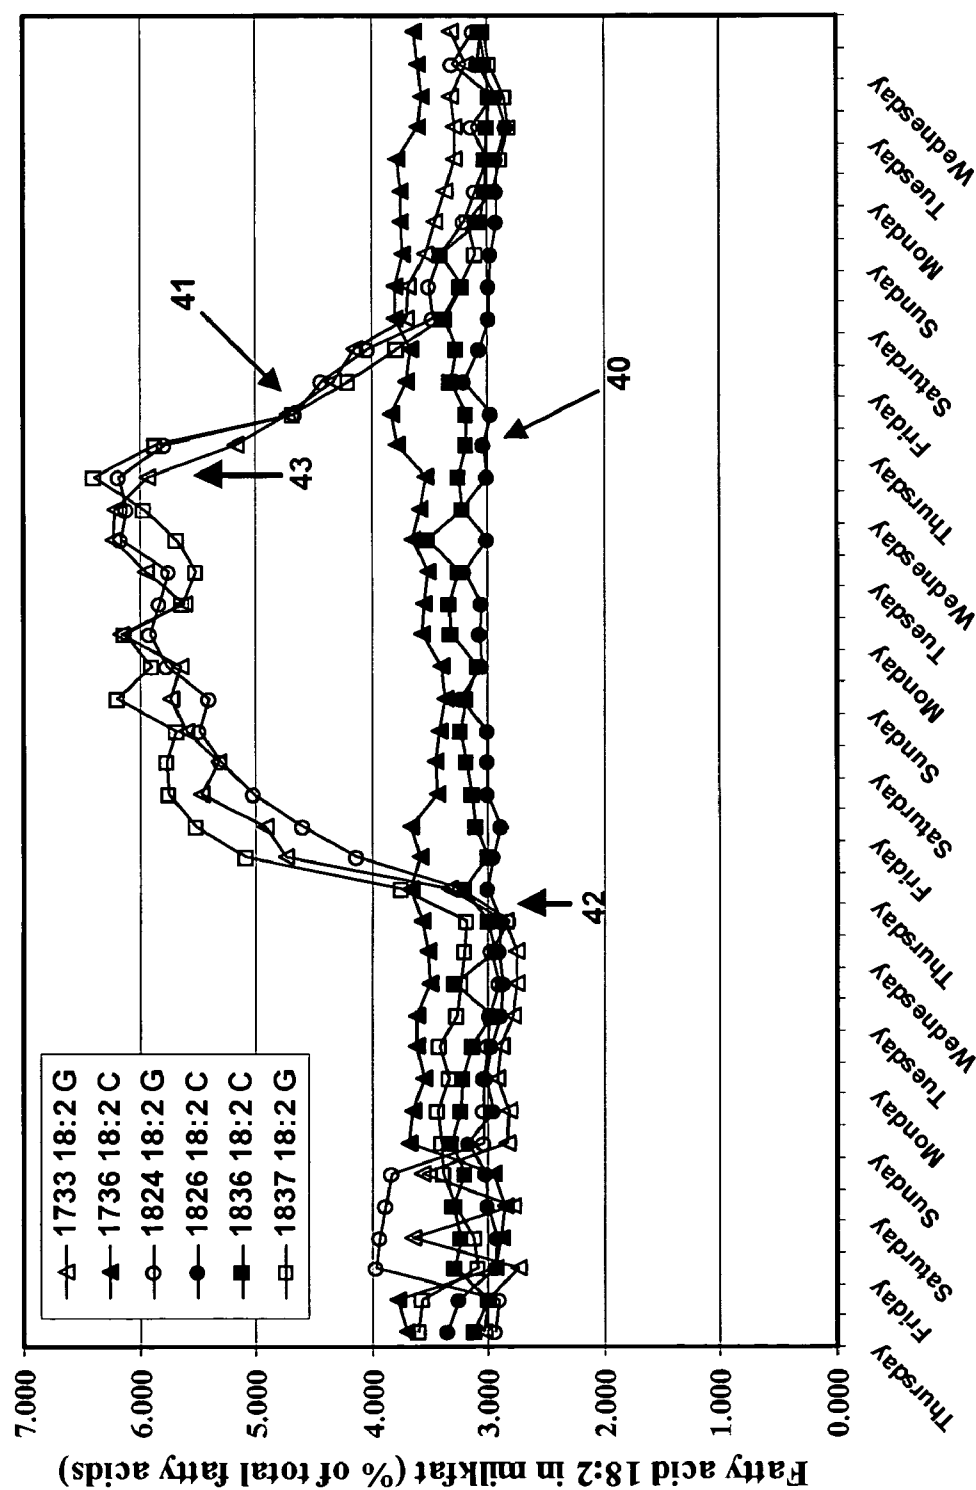 Fatty acid 18:2 in milkfat (% of total fatty acids)
7.000
6.000
5.000
4.000
3.000
2.000
1.000
0.000
1733 18:2 G
1736 18:2 C
1824 18:2 G
1826 18:2 C
1836 18:2 C
1837 18:2 G
41
43
40
42
Thursday
Friday
Saturday
Sunday
Monday
Tuesday
Wednesday
Thursday
Friday
Saturday
Sunday
Monday
Tuesday
Wednesday
Thursday
Friday
Saturday
Sunday
Monday
Tuesday
Wednesday